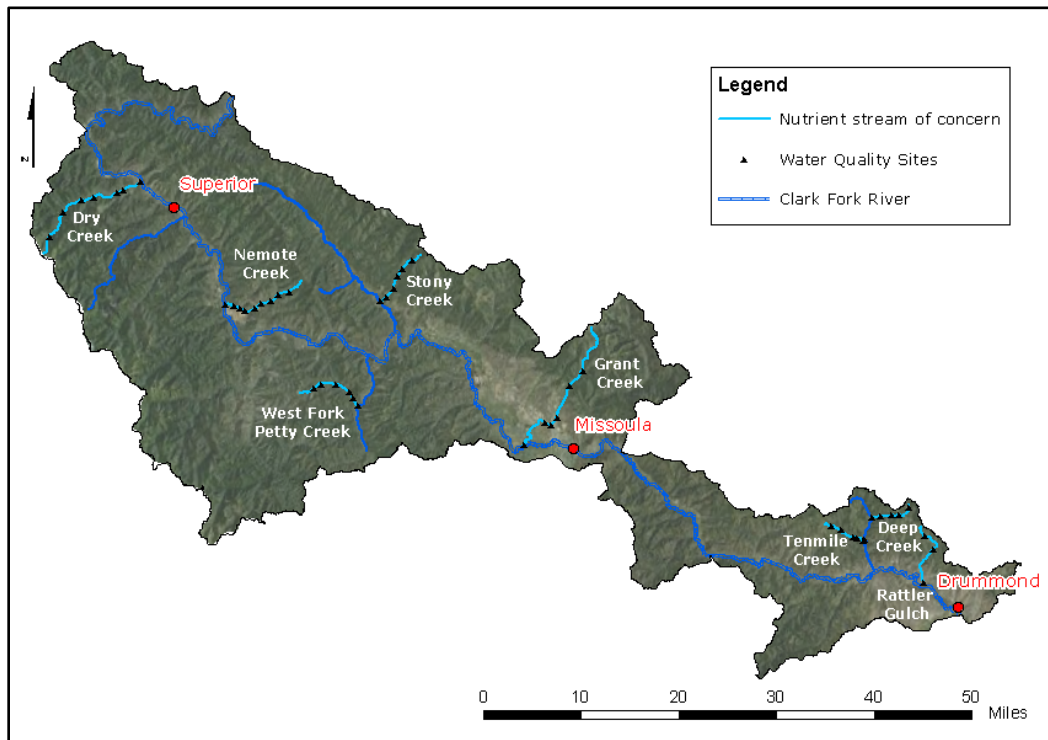 Legend
Nutrient stream of concern
Water Quality Sites
Clark Fork River
z
Superior
Dry
Creek
Nemote
Creek
Stony
Creek
Grant
Creek
West Fork
Petty Creek
Missoula
Tenmile
Creek
Deep
Creek
Drummond
Rattler
Gulch
0 10 20 30 40 50
Miles